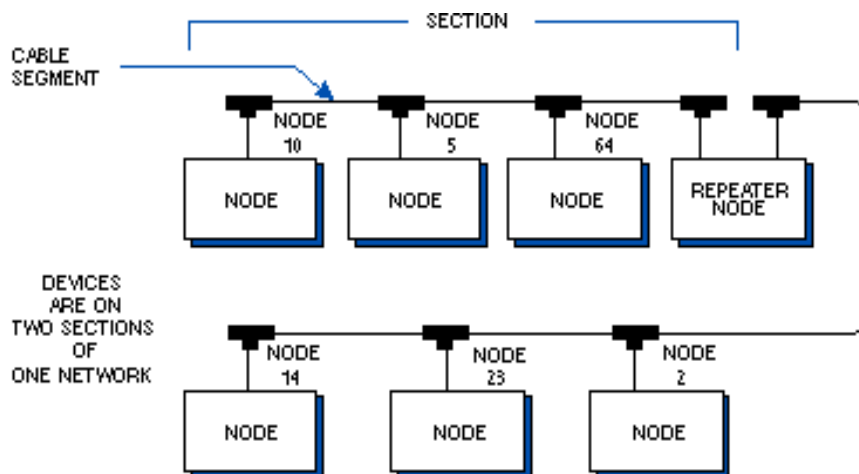 SECTION
CABLE
SEGMENT
NODE
10
NODE
5
NODE
64
NODE
NODE
NODE
REPEATER
NODE
DEVICES
ARE ON
TWO SECTIONS
OF
ONE NETWORK
NODE
14
NODE
23
NODE
2
NODE
NODE
NODE